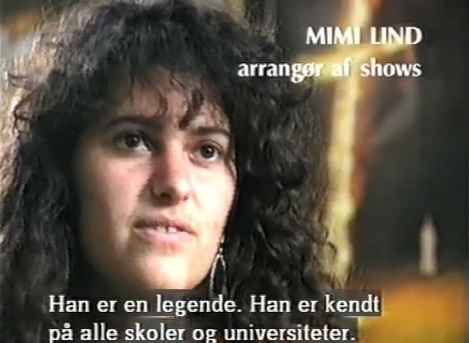 MIMI LIND
arrangør af shows
Han er en legende. Han er kendt
på alle skoler og universiteter.